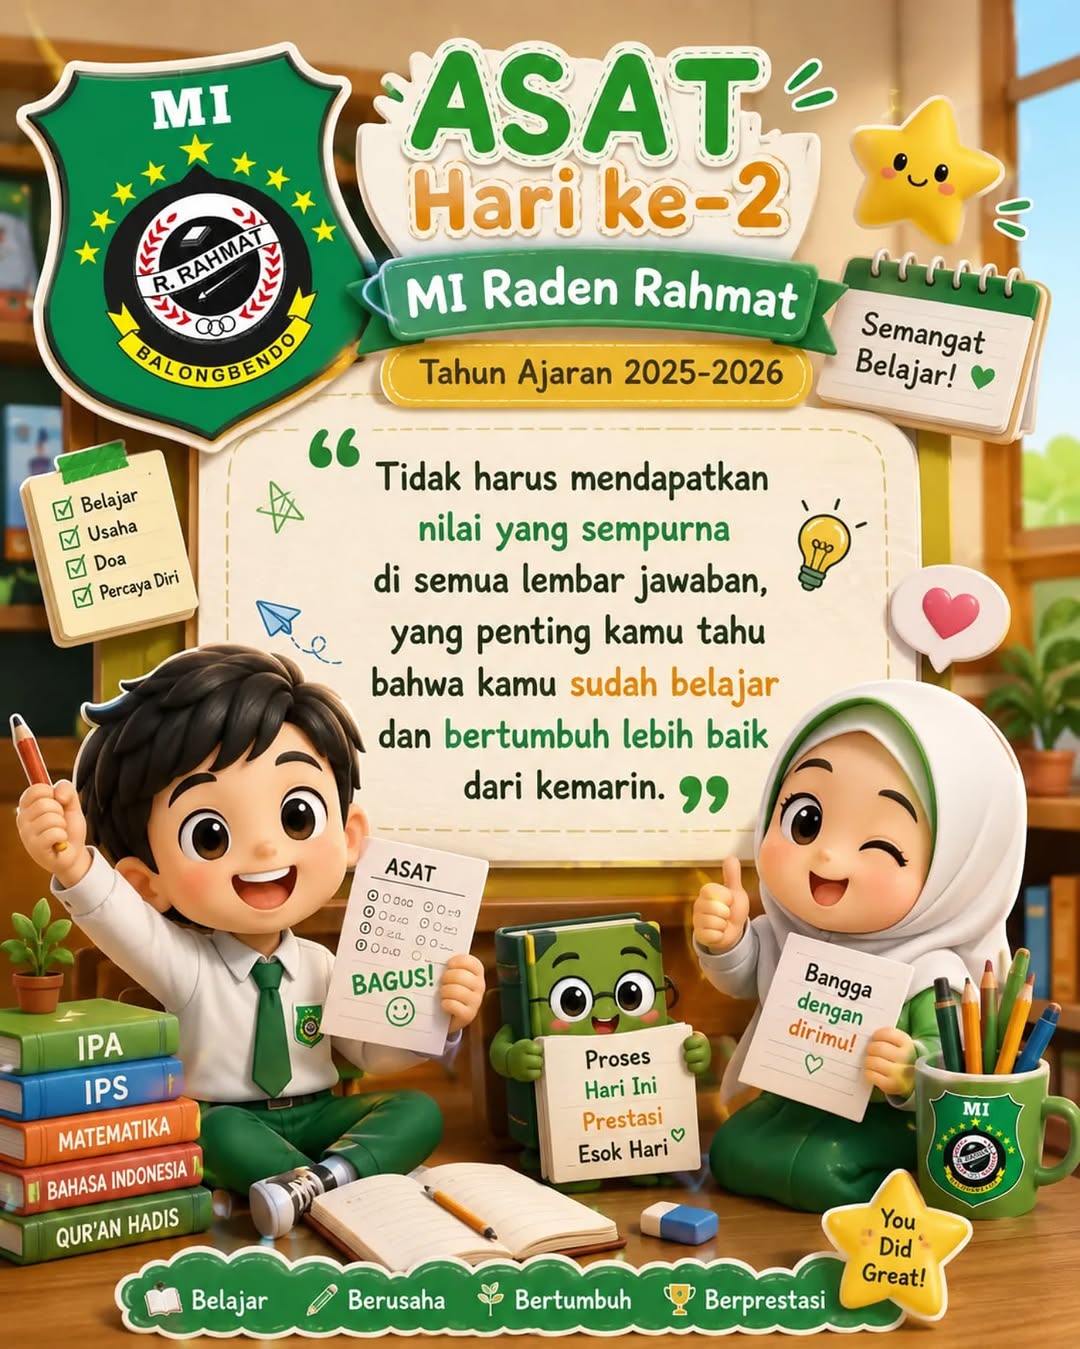 MI
R. RAHMAT
BALONGBENDO
ASAT
Hari ke-2
MI Raden Rahmat
Tahun Ajaran 2025-2026
Semangat
Belajar!
Belajar
Usaha
Doa
Percaya Diri
“Tidak harus mendapatkan
nilai yang sempurna
di semua lembar jawaban,
yang penting kamu tahu
bahwa kamu sudah belajar
dan bertumbuh lebih baik
dari kemarin.”
ASAT
BAGUS!
Proses
Hari Ini
Prestasi
Esok Hari
Bangga
dengan
dirimu!
IPA
IPS
MATEMATIKA
BAHASA INDONESIA
QUR'AN HADIS
MI
You
Did
Great!
Belajar
Berusaha
Bertumbuh
Berprestasi